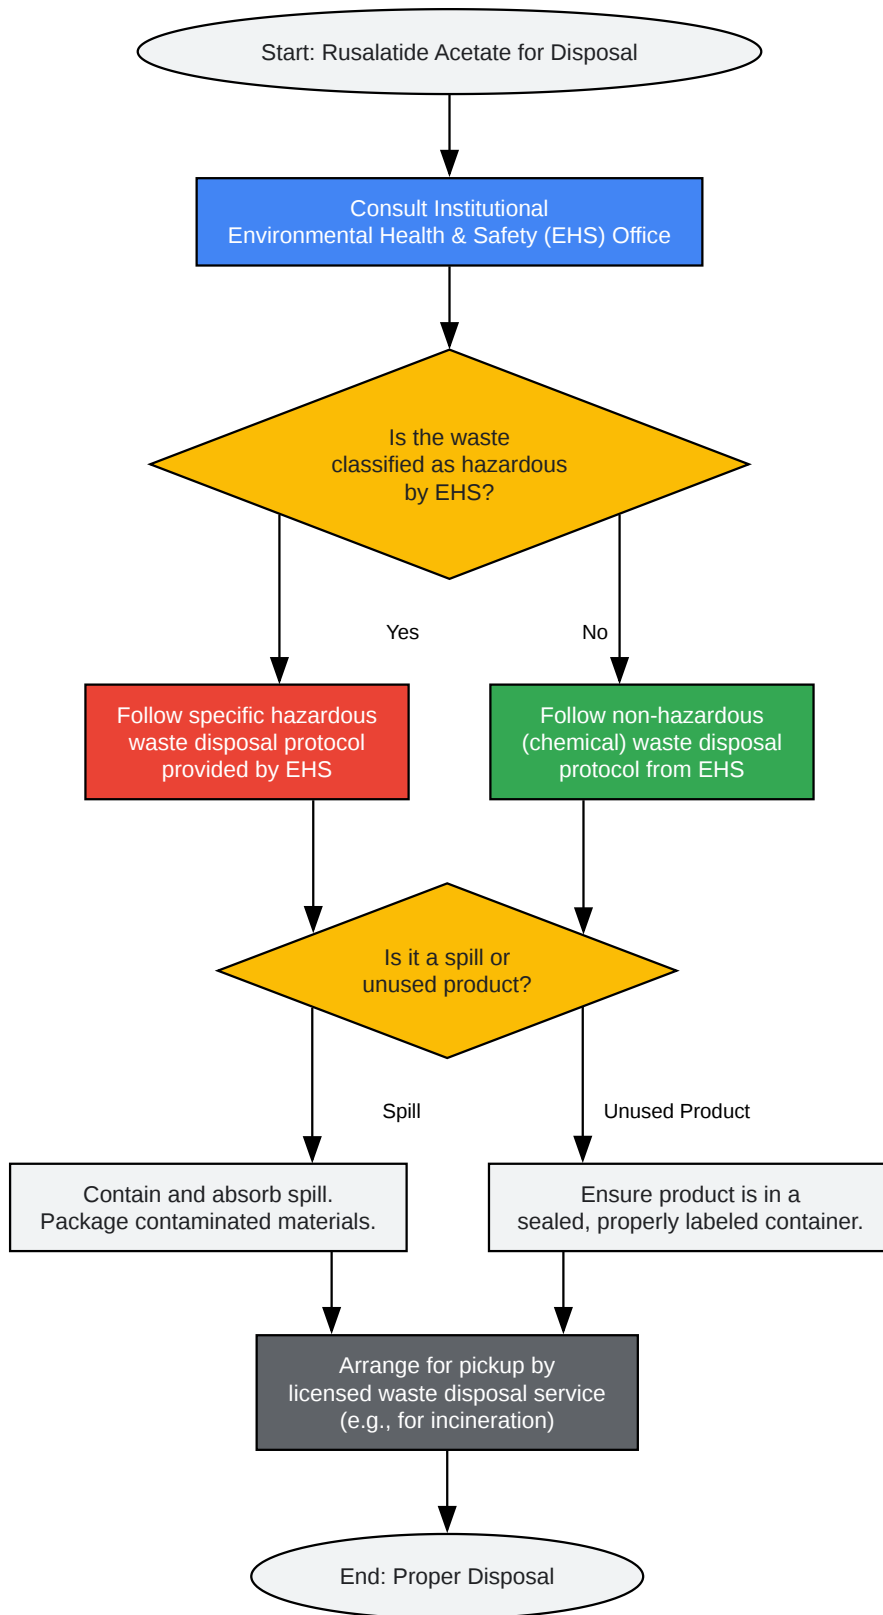 Start: Rusalatide Acetate for Disposal
Consult Institutional
Environmental Health & Safety (EHS) Office
Is the waste
classified as hazardous
by EHS?
Yes
No
Follow specific hazardous
waste disposal protocol
provided by EHS
Follow non-hazardous
(chemical) waste disposal
protocol from EHS
Is it a spill or
unused product?
Spill
Unused Product
Contain and absorb spill.
Package contaminated materials.
Ensure product is in a
sealed, properly labeled container.
Arrange for pickup by
licensed waste disposal service
(e.g., for incineration)
End: Proper Disposal